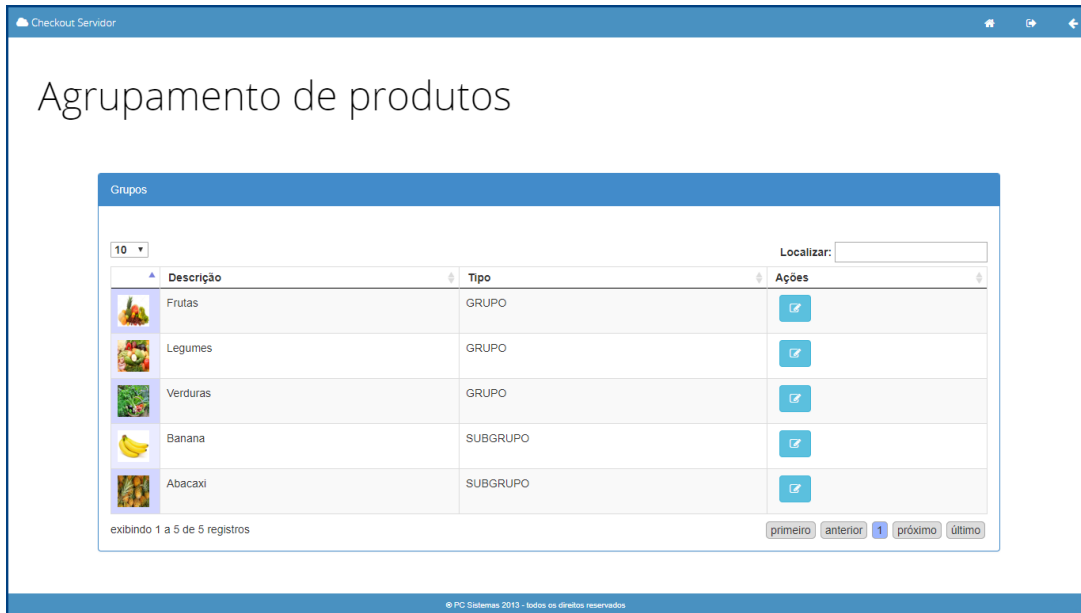 Checkout Servidor
Agrupamento de produtos
Grupos
10
Localizar:
Descrição Tipo Ações
Frutas GRUPO
Legumes GRUPO
Verduras GRUPO
Banana SUBGRUPO
Abacaxi SUBGRUPO
exibindo 1 a 5 de 5 registros primeiro anterior 1 próximo último
© PC Sistemas 2013 - todos os direitos reservados